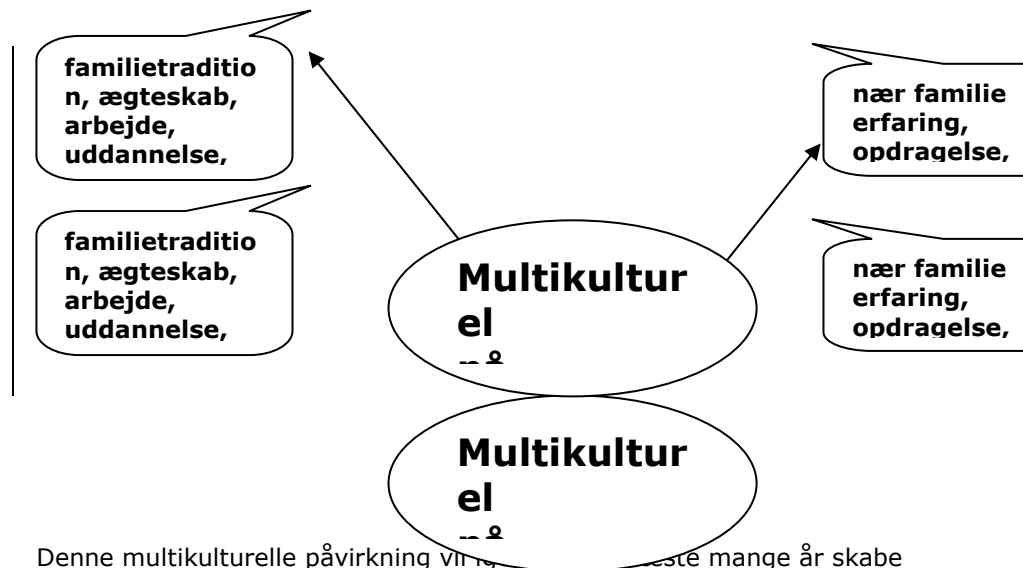 familietraditio
n, ægteskab,
arbejde,
uddannelse,
nær familie
erfaring,
opdragelse,
familietraditio
n, ægteskab,
arbejde,
uddannelse,
nær familie
erfaring,
opdragelse,
Multikultur
el
Multikultur
el
Denne multikulturelle påvirkning vil mange år skabe